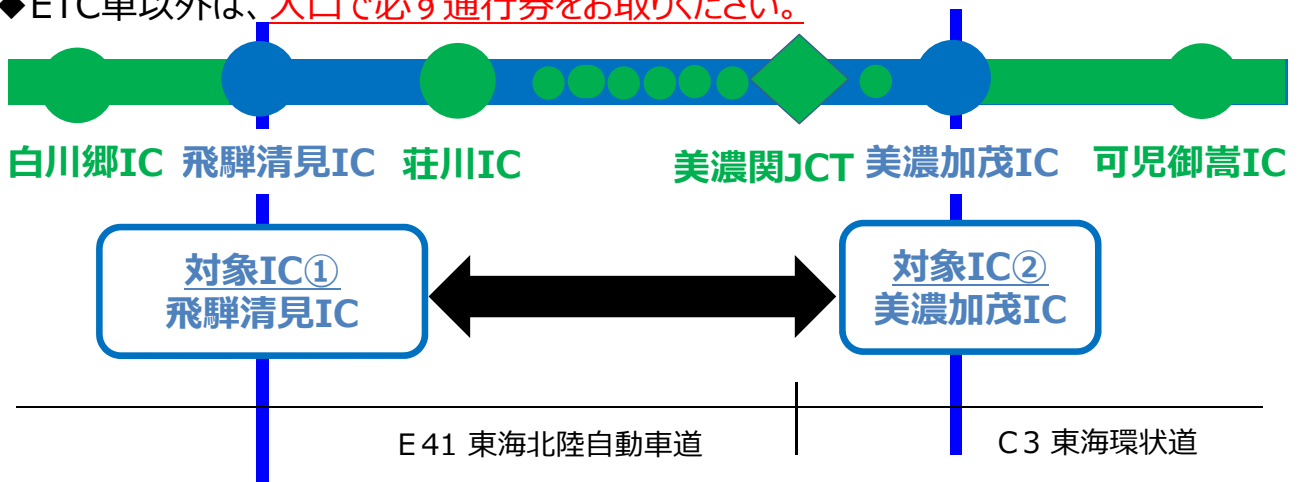 ◆ETC車以外は、入口で必ず通行券をお取りください。
白川郷IC 飛騨清見IC 荘川IC 美濃関JCT 美濃加茂IC 可児御嵩IC
対象IC①
飛騨清見IC
対象IC②
美濃加茂IC
E41 東海北陸自動車道
C3 東海環状道